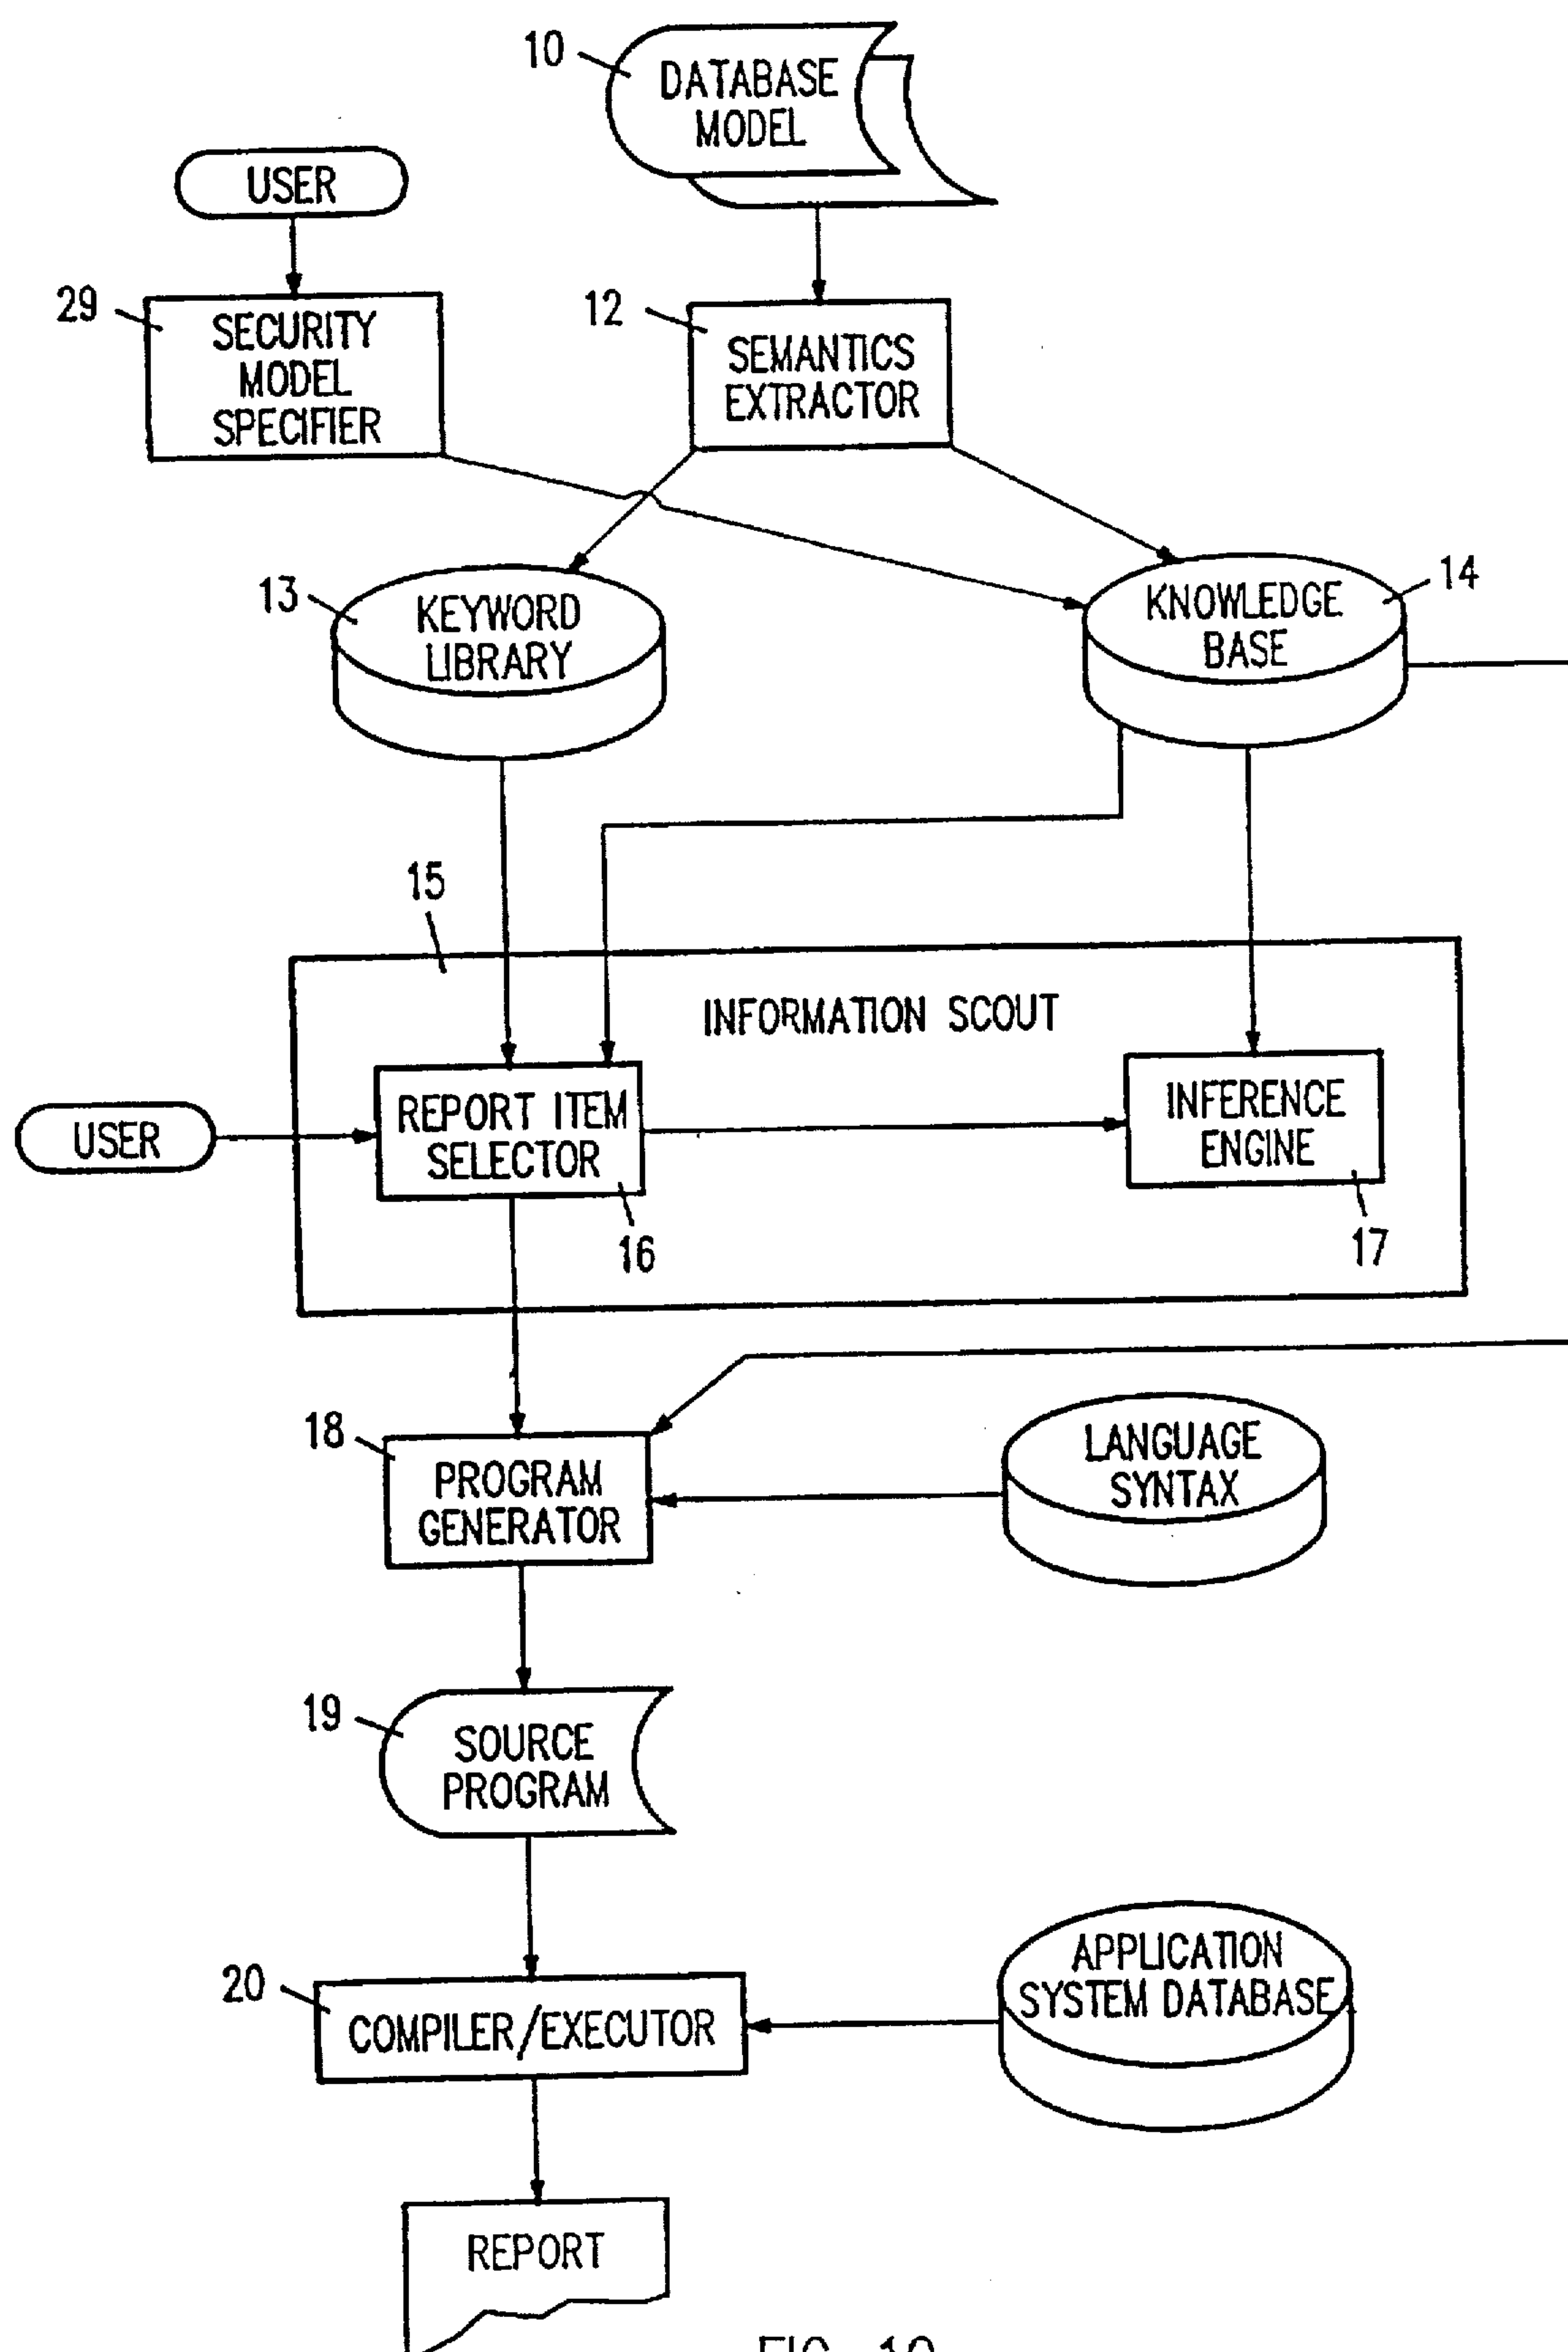 10
DATABASE
MODEL
USER
29
SECURITY
MODEL
SPECIFIER
12
SEMANTICS
EXTRACTOR
13
KEYWORD
LIBRARY
14
KNOWLEDGE
BASE
15
INFORMATION SCOUT
USER
REPORT ITEM
SELECTOR
16
INFERENCE
ENGINE
17
18
PROGRAM
GENERATOR
LANGUAGE
SYNTAX
19
SOURCE
PROGRAM
20
COMPILER/EXECUTOR
APPLICATION
SYSTEM DATABASE
REPORT